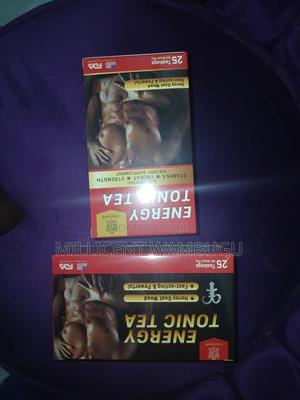 25 Teabags
FDA
Horny Goat Weed
Fast-acting & Powerful
STAMINA ★ ENERGY ★ STRENGTH
DIETARY SUPPLEMENT
ENERGY
TONIC TEA
MILLICENT WAMBUGU
25 Teabags
FDA
★ Fast-acting & Powerful
★ Horny Goat Weed
ENERGY
TONIC TEA